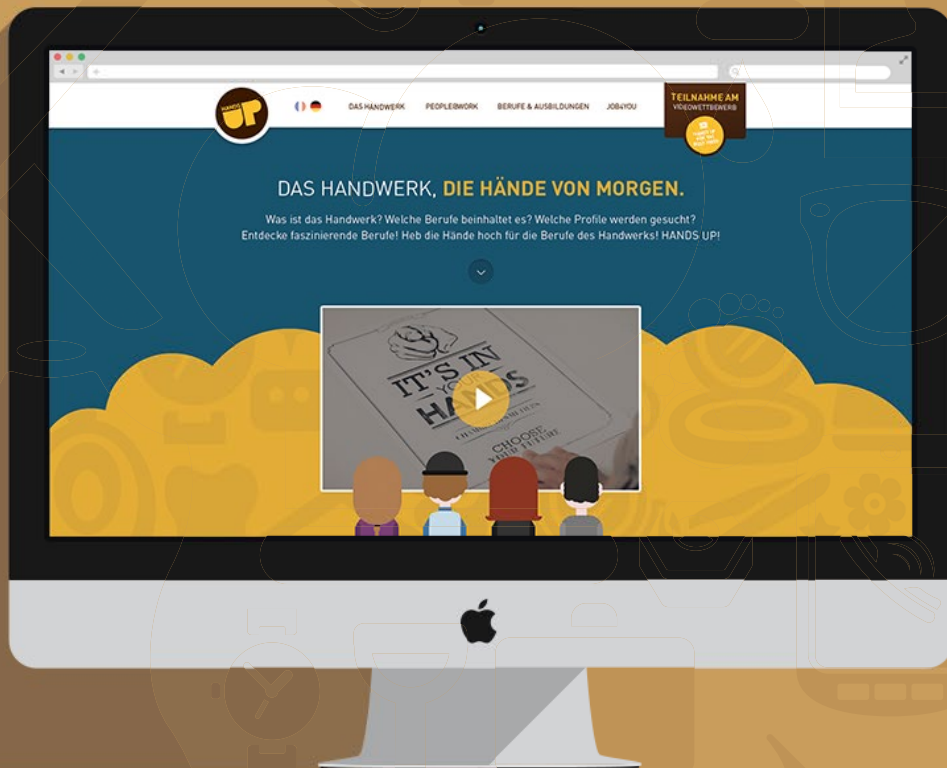 HANDS
UP
DAS HANDWERK
PEOPLE@WORK
BERUFE & AUSBILDUNGEN
JOB4YOU
TEILNAHME AM
VIDEOWETTBEWERB
DAS HANDWERK, DIE HÄNDE VON MORGEN.
Was ist das Handwerk? Welche Berufe beinhaltet es? Welche Profile werden gesucht?
Entdecke faszinierende Berufe! Heb die Hände hoch für die Berufe des Handwerks! HANDS UP!
IT'S IN
YOUR
HANDS
CHOOSE
YOUR FUTURE